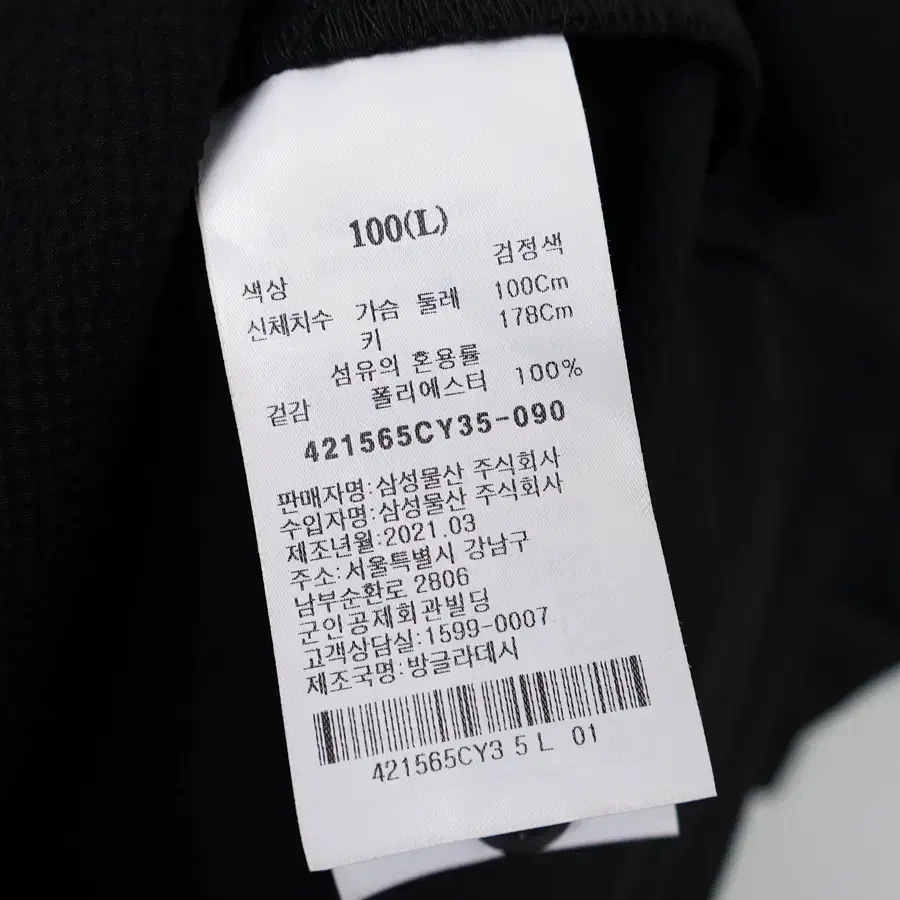 100(L)
색상 검정색
신체치수 가슴 둘레 100Cm
키 178Cm
섬유의 혼용률
겉감 폴리에스터 100%
421565CY35-090
판매자명:삼성물산 주식회사
수입자명:삼성물산 주식회사
제조년월:2021.03
주소:서울특별시 강남구
남부순환로 2806
군인공제회관빌딩
고객상담실:1599-0007
제조국명:방글라데시
421565CY3 5 L 01